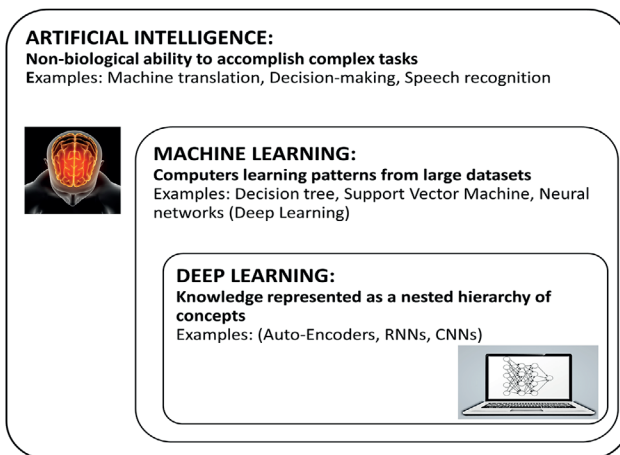 ARTIFICIAL INTELLIGENCE:
Non-biological ability to accomplish complex tasks
Examples: Machine translation, Decision-making, Speech recognition
MACHINE LEARNING:
Computers learning patterns from large datasets
Examples: Decision tree, Support Vector Machine, Neural
networks (Deep Learning)
DEEP LEARNING:
Knowledge represented as a nested hierarchy of
concepts
Examples: (Auto-Encoders, RNNs, CNNs)